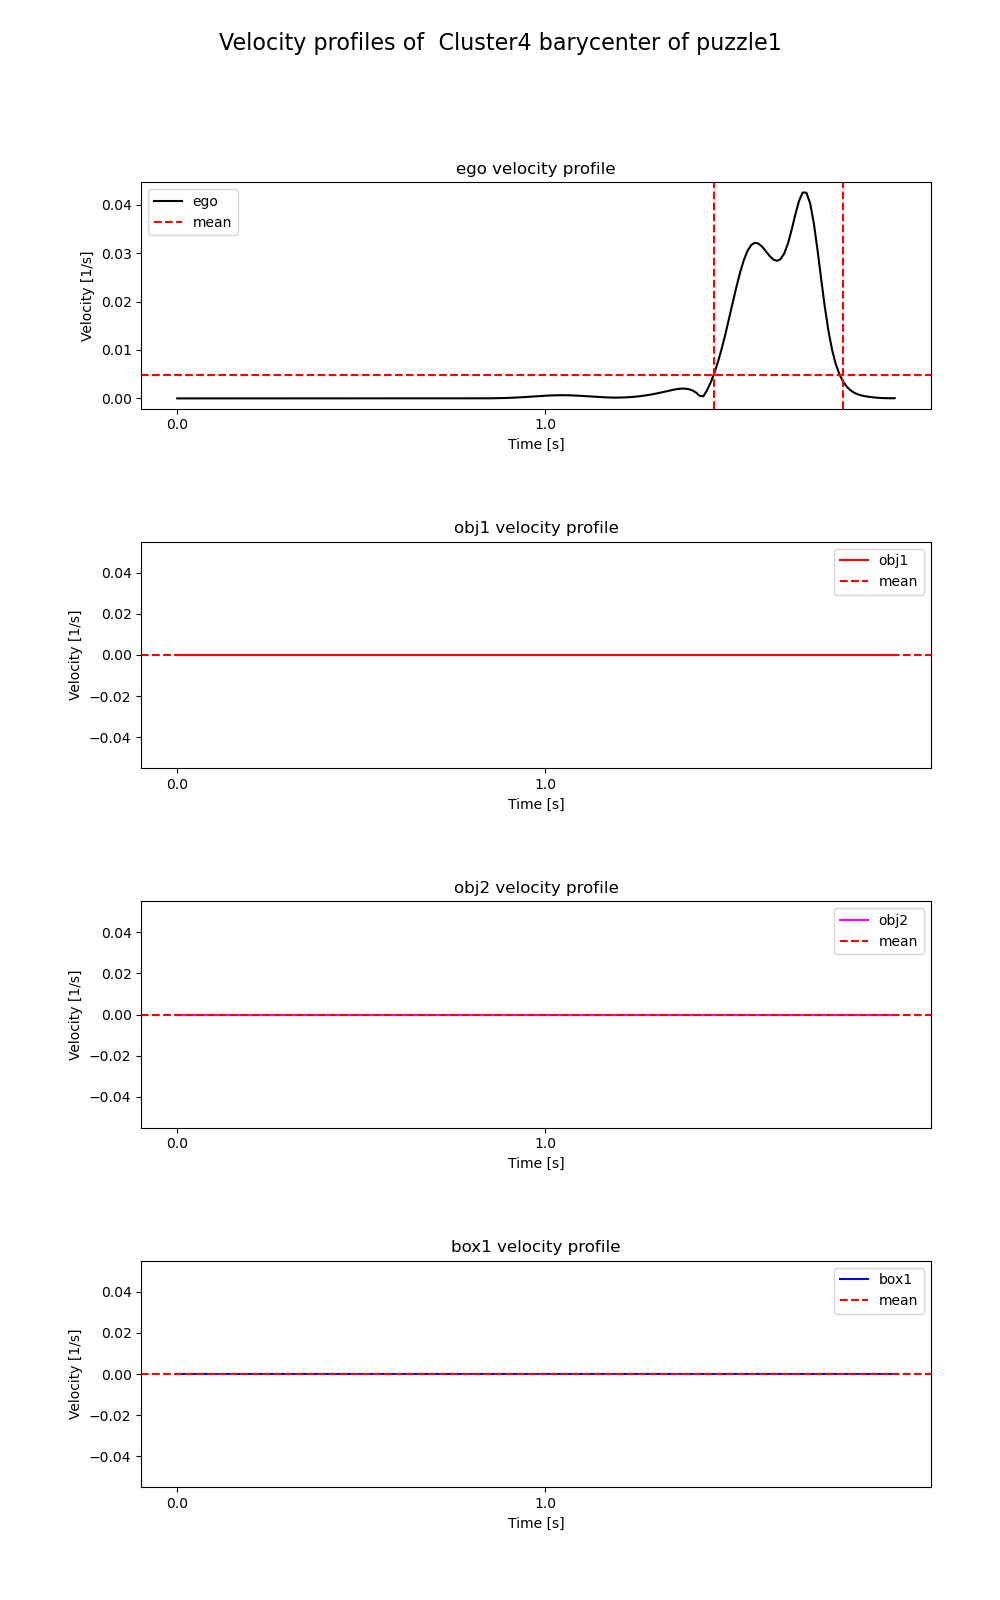 Velocity profiles of  Cluster4 barycenter of puzzle1
ego velocity profile
ego
mean
Velocity [1/s]
0.04
0.03
0.02
0.01
0.00
0.0
1.0
Time [s]
obj1 velocity profile
obj1
mean
Velocity [1/s]
0.04
0.02
0.00
−0.02
−0.04
0.0
1.0
Time [s]
obj2 velocity profile
obj2
mean
Velocity [1/s]
0.04
0.02
0.00
−0.02
−0.04
0.0
1.0
Time [s]
box1 velocity profile
box1
mean
Velocity [1/s]
0.04
0.02
0.00
−0.02
−0.04
0.0
1.0
Time [s]